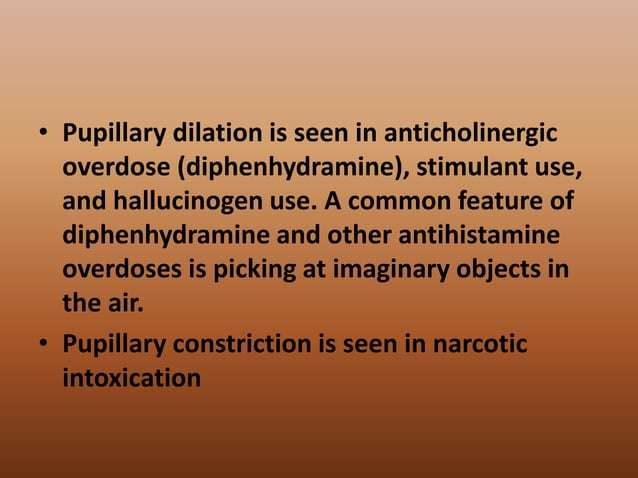 • Pupillary dilation is seen in anticholinergic
overdose (diphenhydramine), stimulant use,
and hallucinogen use. A common feature of
diphenhydramine and other antihistamine
overdoses is picking at imaginary objects in
the air.
• Pupillary constriction is seen in narcotic
intoxication